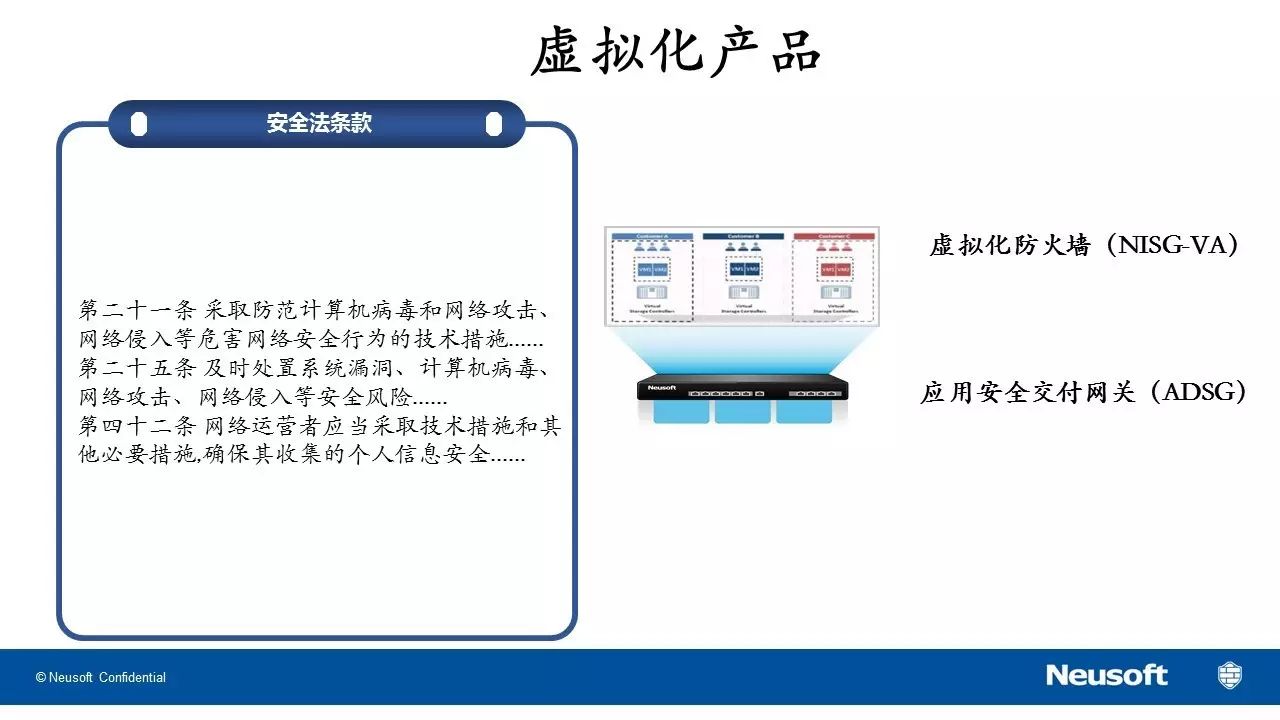 虚拟化产品
安全法条款
第二十一条 采取防范计算机病毒和网络攻击、
网络侵入等危害网络安全行为的技术措施......
第二十五条 及时处置系统漏洞、计算机病毒、
网络攻击、网络侵入等安全风险......
第四十二条 网络运营者应当采取技术措施和其
他必要措施,确保其收集的个人信息安全......
Customer A
Customer B
Customer C
VM1 VM2
VM1 VM2
VM1 VM2
Virtual
Storage Controllers
Virtual
Storage Controllers
Virtual
Storage Controllers
Neusoft
虚拟化防火墙（NISG-VA）
应用安全交付网关（ADSG）
© Neusoft Confidential
Neusoft